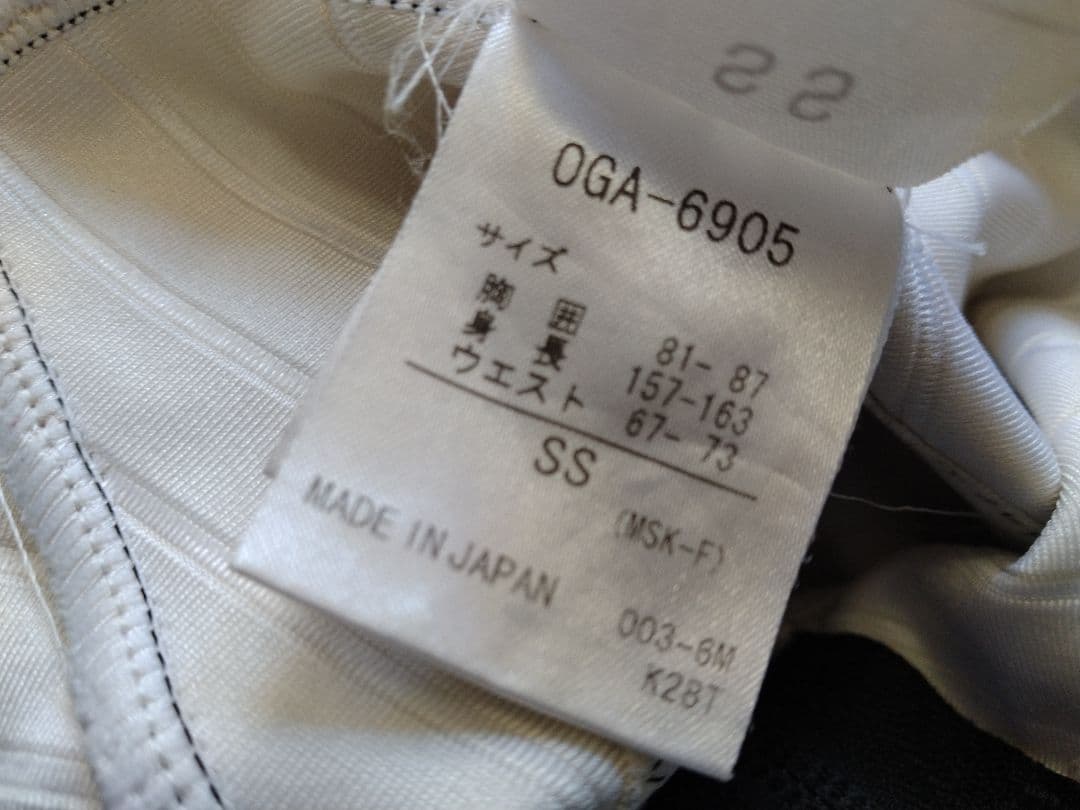 SS
OGA-6905
サイズ
胸 囲 81- 87
身 長 157-163
ウエスト 67- 73
SS
(MSK-F)
MADE IN JAPAN
003-6M
K28T